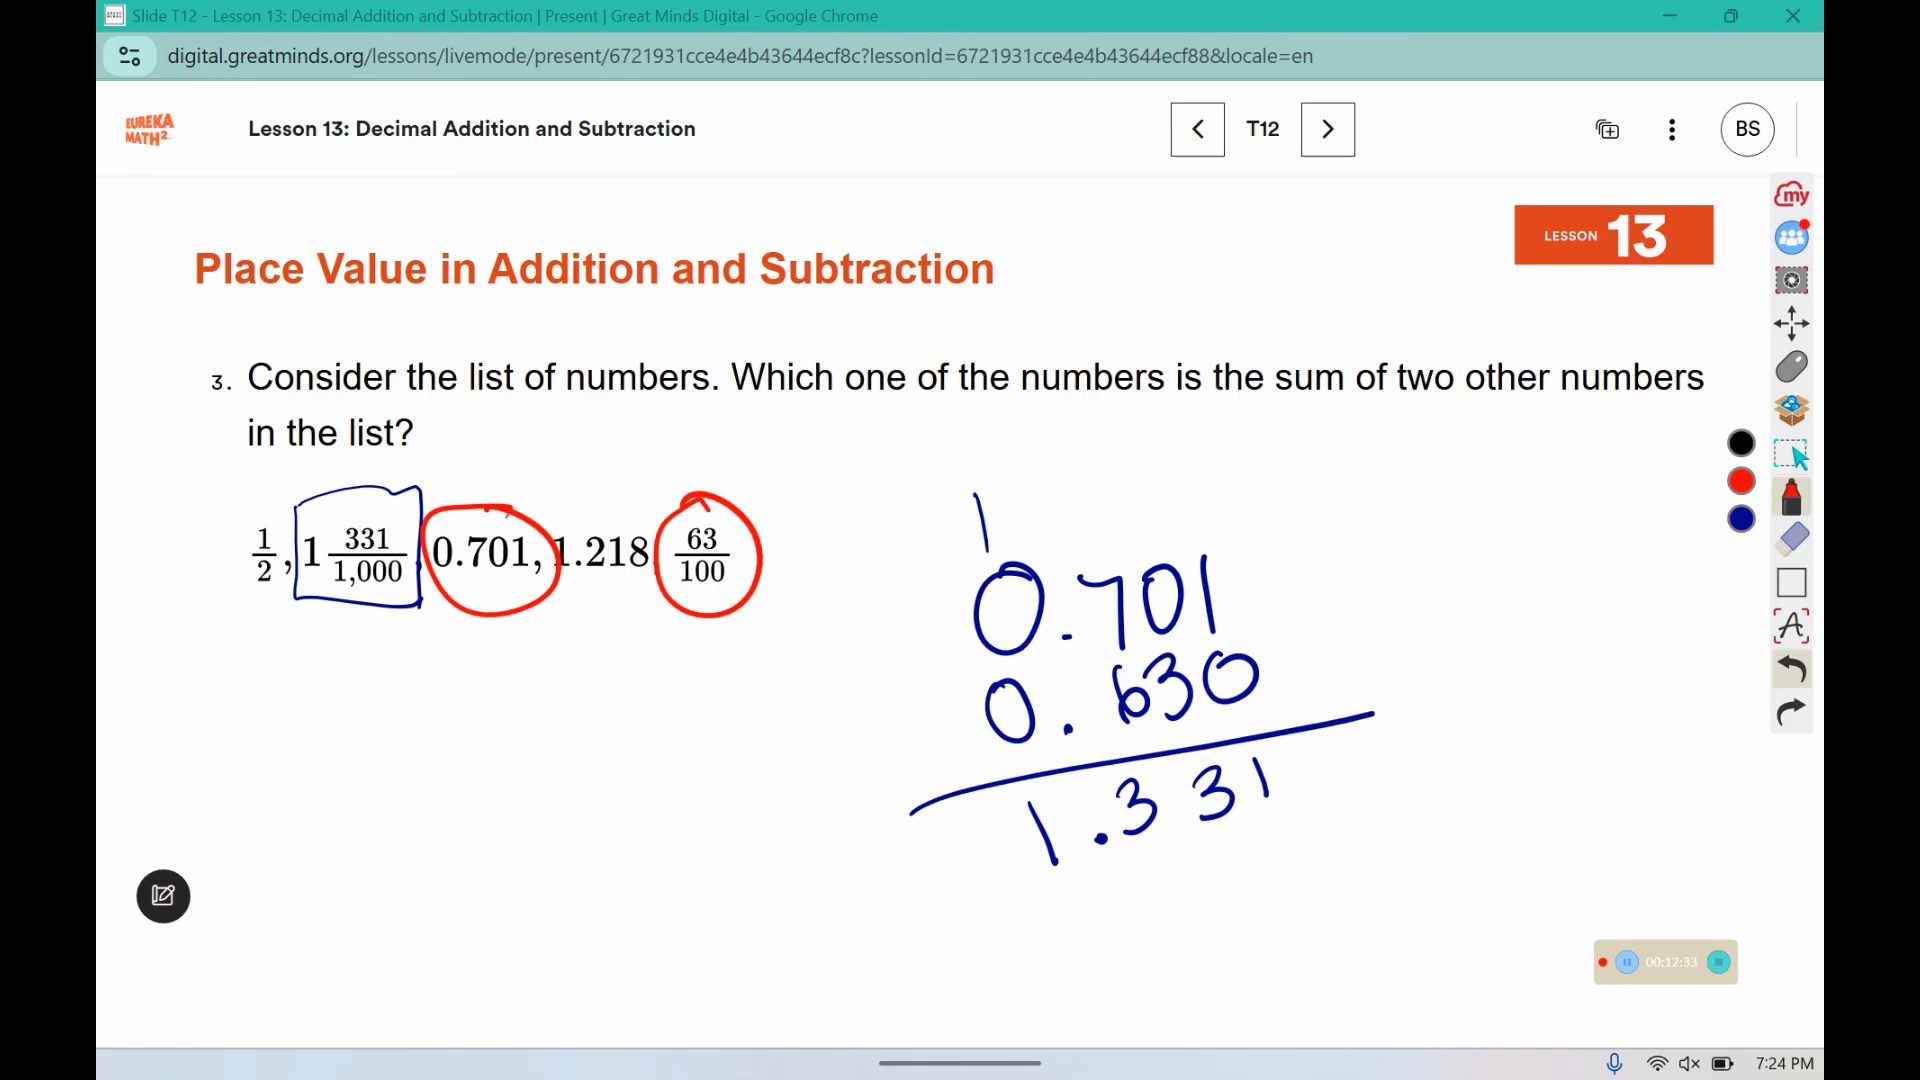 Slide T12 - Lesson 13: Decimal Addition and Subtraction | Present | Great Minds Digital - Google Chrome
digital.greatminds.org/lessons/livemode/present/6721931cce4e4b43644ecf8c?lessonId=6721931cce4e4b43644ecf88&locale=en
EUREKA MATH²
Lesson 13: Decimal Addition and Subtraction
T12
BS
my
LESSON 13
Place Value in Addition and Subtraction
3. Consider the list of numbers. Which one of the numbers is the sum of two other numbers
in the list?
1/2, 1 331/1,000, 0.701, 1.218, 63/100
1
0.701
0.630
1.331
A
00:12:33
7:24 PM